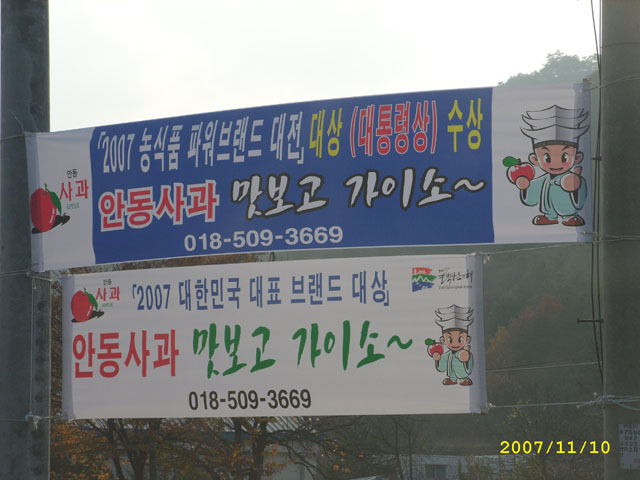 「2007 농식품 파워브랜드 대전」 대상 (대통령상) 수상
안동
사과
안동사과 맛보고 가이소~
018-509-3669
안동
사과
「2007 대한민국 대표 브랜드 대상」
안동사과 맛보고 가이소~
018-509-3669
2007/11/10